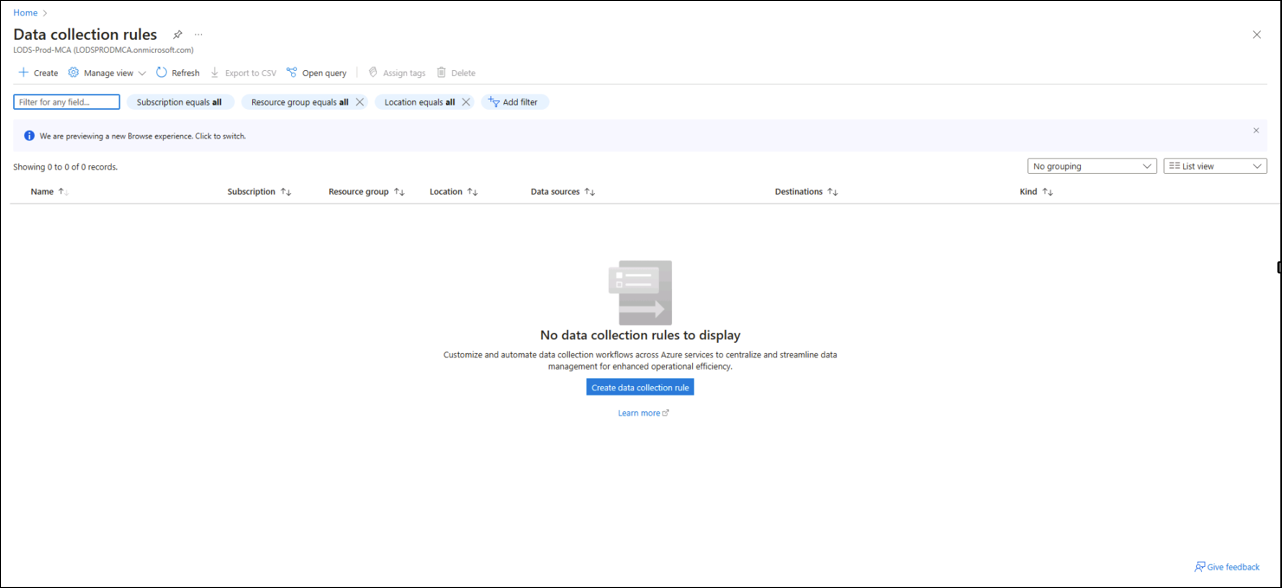 Home
Data collection rules
LODS-Prod-MCA (LODSPRODMCA.onmicrosoft.com)
Create Manage view Refresh Export to CSV Open query Assign tags Delete
Filter for any field... Subscription equals all Resource group equals all Location equals all Add filter
We are previewing a new Browse experience. Click to switch.
Showing 0 to 0 of 0 records. No grouping List view
Name Subscription Resource group Location Data sources Destinations Kind
No data collection rules to display
Customize and automate data collection workflows across Azure services to centralize and streamline data
management for enhanced operational efficiency.
Create data collection rule
Learn more
Give feedback